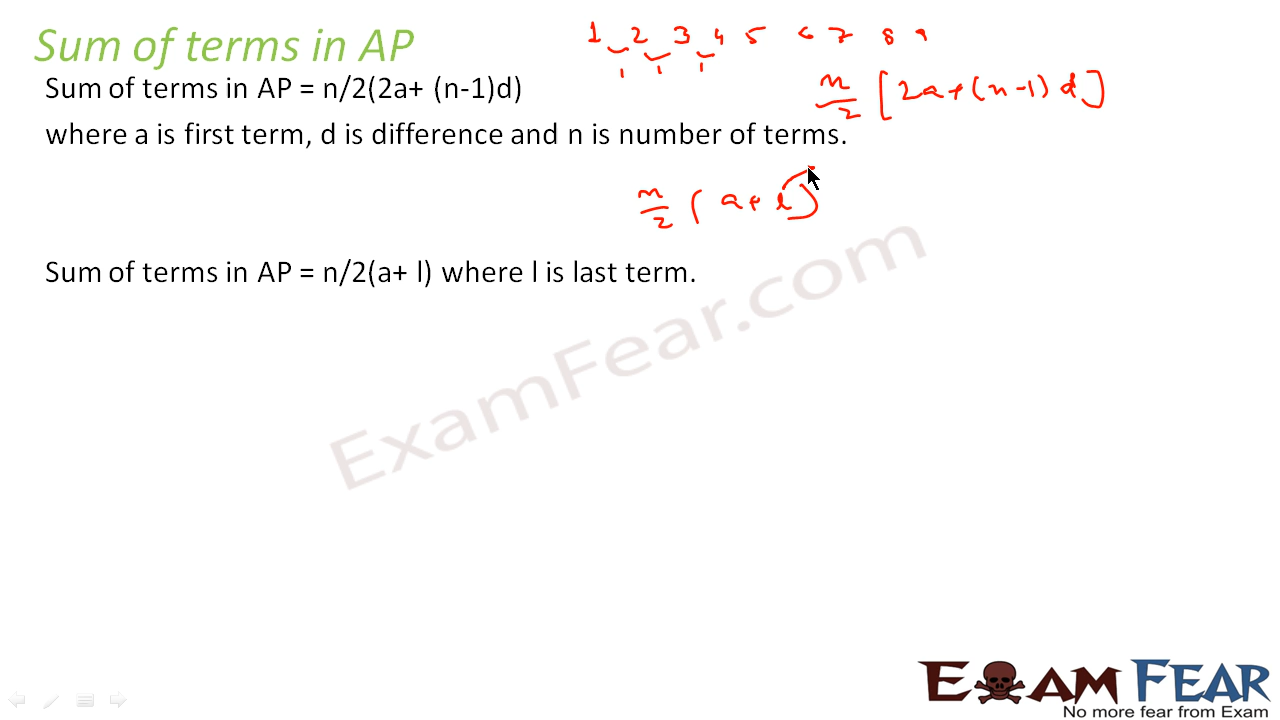 Sum of terms in AP
1 2 3 4 5 6 7 8 9
1 1 1
Sum of terms in AP = n/2(2a+ (n-1)d)
n/2 [2a+(n-1)d]
where a is first term, d is difference and n is number of terms.
n/2 (a+l)
Sum of terms in AP = n/2(a+ l) where l is last term.
ExamFear.com
EXAM FEAR
No more fear from Exam